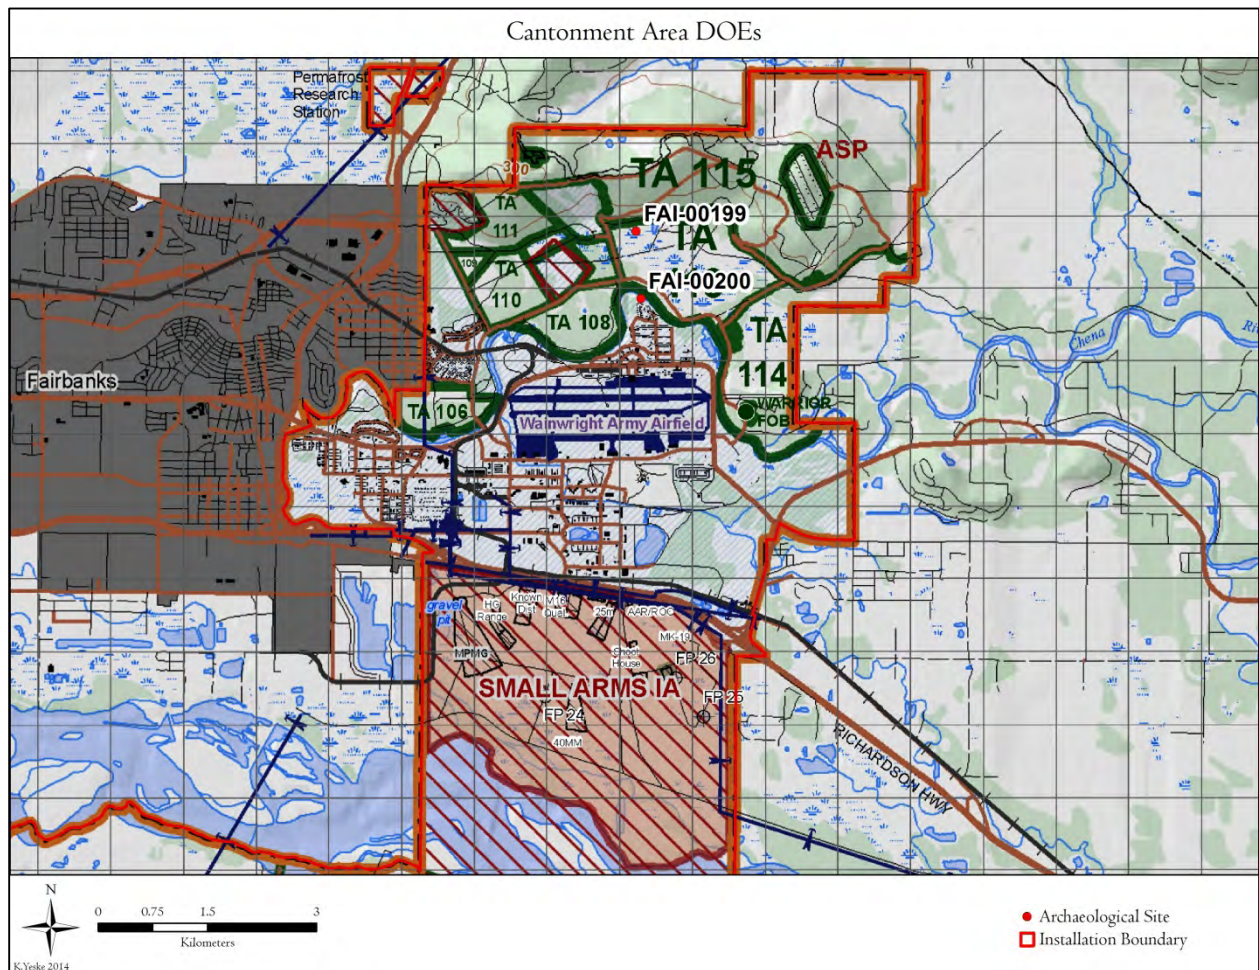 Cantonment Area DOEs
Permafrost
Research
Station
300
ASP
TA 115
TA
111
FAI-00199
TA
109
TA
110
FAI-00200
TA 108
TA
114
Chena
Fairbanks
TA 106
WARRIOR
FOB
Wainwright Army Airfield
gravel
pit
HG
Range
Known
Dist
M16
Qual
25m
AAR/ROC
MK-19
MPMG
Shoot
House
FP 26
SMALL ARMS IA
FP 25
FP 24
40MM
RICHARDSON HWY
N
0 0.75 1.5 3
Kilometers
Archaeological Site
Installation Boundary
K.Yeske 2014